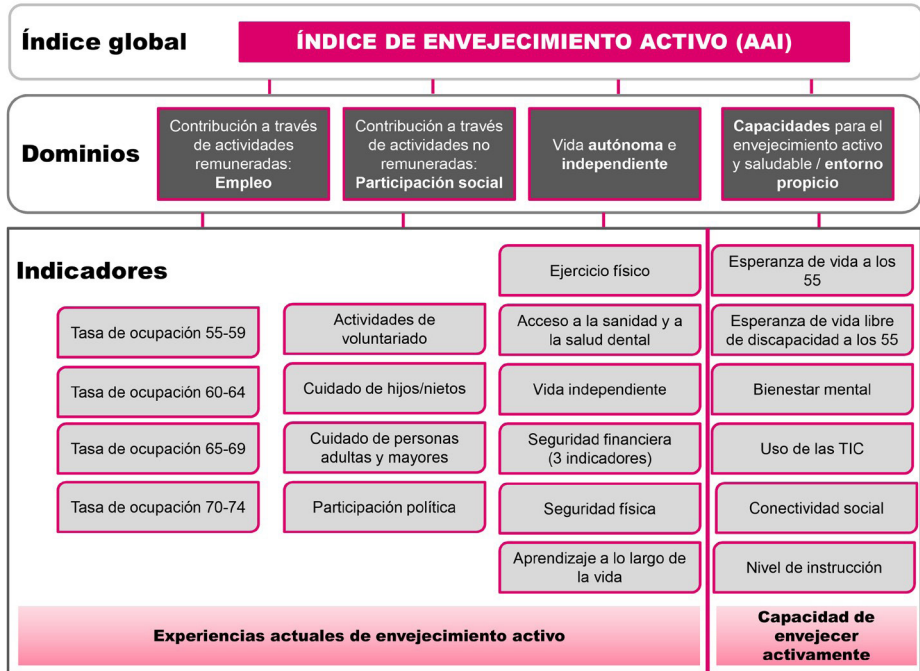 Índice global
ÍNDICE DE ENVEJECIMIENTO ACTIVO (AAI)
Dominios
Contribución a través
de actividades
remuneradas:
Empleo
Contribución a través
de actividades no
remuneradas:
Participación social
Vida autónoma e
independiente
Capacidades para el
envejecimiento activo
y saludable / entorno
propicio
Indicadores
Tasa de ocupación 55-59
Tasa de ocupación 60-64
Tasa de ocupación 65-69
Tasa de ocupación 70-74
Actividades de
voluntariado
Cuidado de hijos/nietos
Cuidado de personas
adultas y mayores
Participación política
Ejercicio físico
Acceso a la sanidad y a
la salud dental
Vida independiente
Seguridad financiera
(3 indicadores)
Seguridad física
Aprendizaje a lo largo de
la vida
Esperanza de vida a los
55
Esperanza de vida libre
de discapacidad a los 55
Bienestar mental
Uso de las TIC
Conectividad social
Nivel de instrucción
Experiencias actuales de envejecimiento activo
Capacidad de
envejecer
activamente